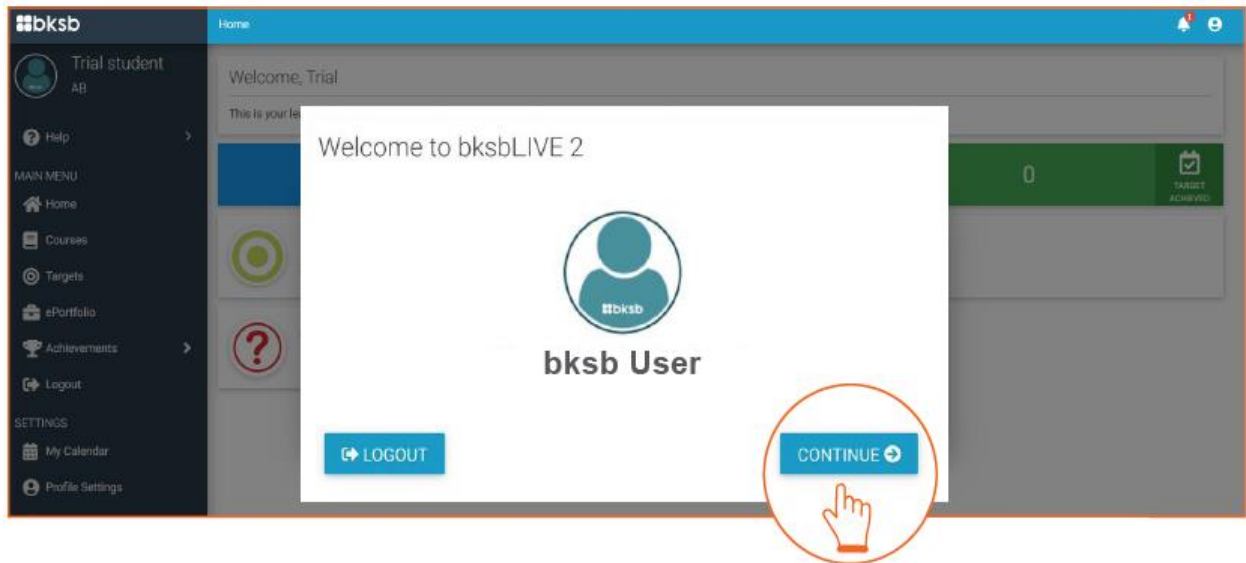 bksb
Home
Trial student
AB
Welcome, Trial
This is your le
Help
MAIN MENU
Home
Courses
Targets
ePortfolio
Achievements
Logout
SETTINGS
My Calendar
Profile Settings
0
TARGET
ACHIEVED
Welcome to bksbLIVE 2
bksb
bksb User
LOGOUT
CONTINUE